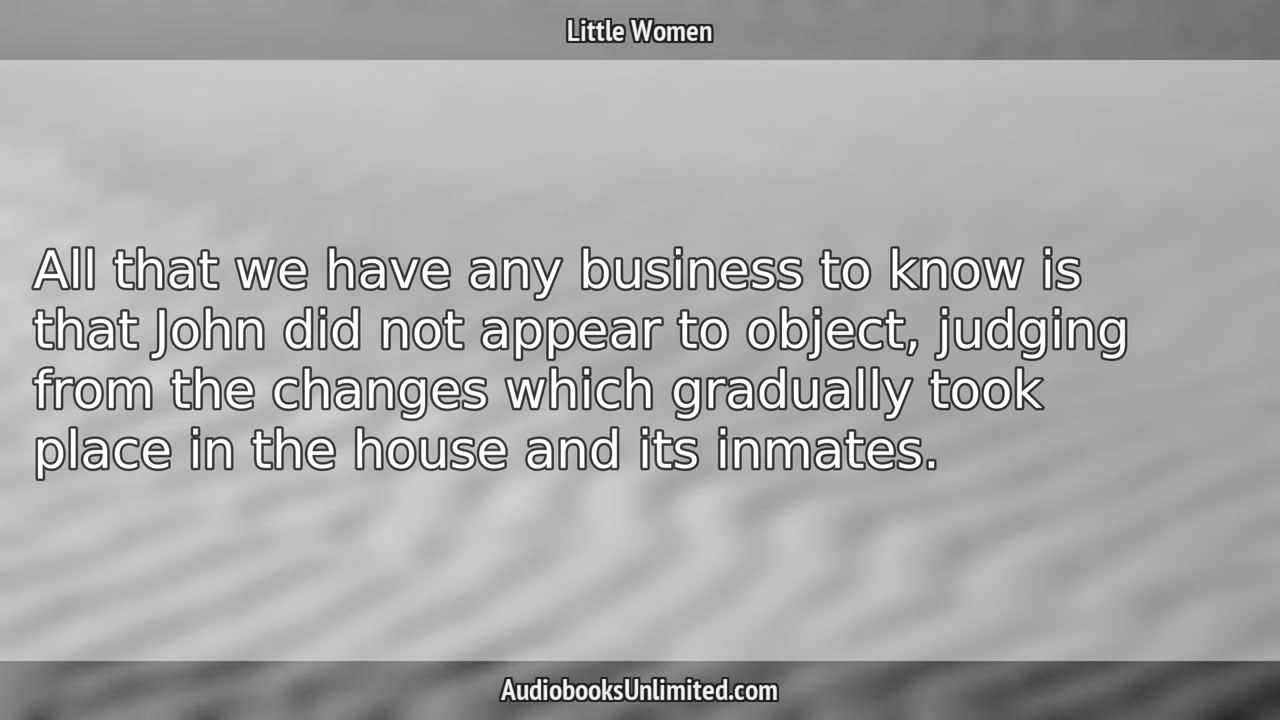 Little Women
All that we have any business to know is
that John did not appear to object, judging
from the changes which gradually took
place in the house and its inmates.
AudiobooksUnlimited.com